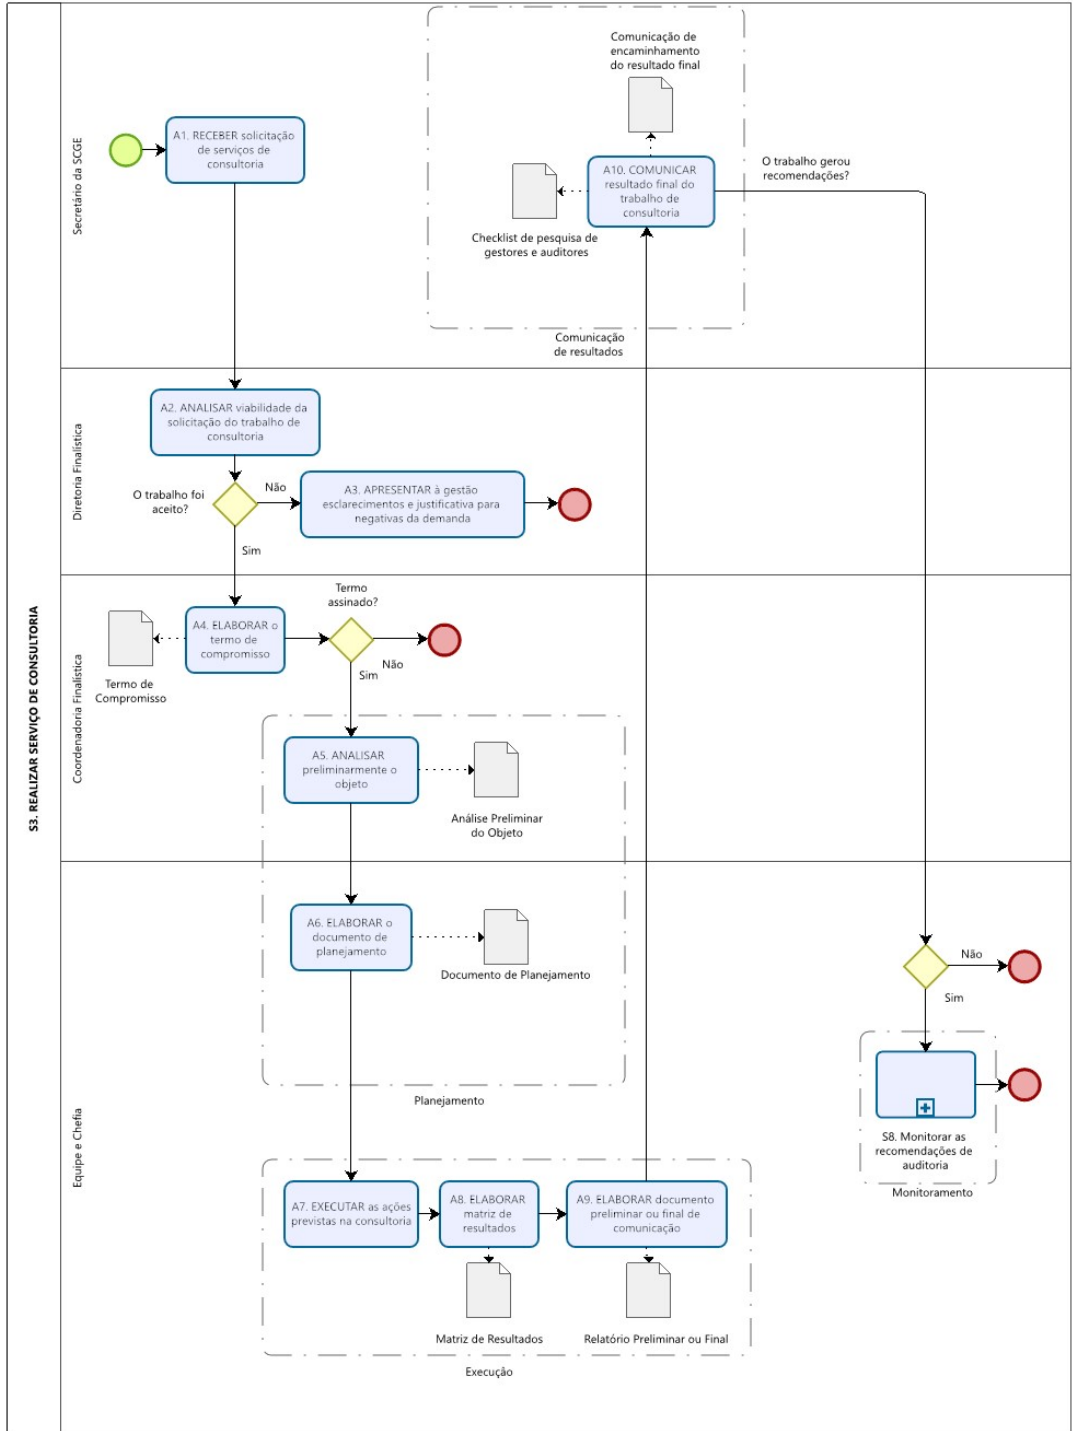 S3. REALIZAR SERVIÇO DE CONSULTORIA
Secretário da SCGE
A1. RECEBER solicitação
de serviços de
consultoria
Comunicação de
encaminhamento
do resultado final
A10. COMUNICAR
resultado final do
trabalho de
consultoria
Checklist de pesquisa de
gestores e auditores
O trabalho gerou
recomendações?
Comunicação
de resultados
Diretoria Finalística
A2. ANALISAR viabilidade da
solicitação do trabalho de
consultoria
O trabalho foi
aceito?
Não
Sim
A3. APRESENTAR à gestão
esclarecimentos e justificativa para
negativas da demanda
Coordenadoria Finalística
A4. ELABORAR o
termo de
compromisso
Termo de
Compromisso
Termo
assinado?
Não
Sim
A5. ANALISAR
preliminarmente o
objeto
Análise Preliminar
do Objeto
Equipe e Chefia
A6. ELABORAR o
documento de
planejamento
Documento de Planejamento
Planejamento
Não
Sim
S8. Monitorar as
recomendações de
auditoria
Monitoramento
A7. EXECUTAR as ações
previstas na consultoria
A8. ELABORAR
matriz de
resultados
A9. ELABORAR documento
preliminar ou final de
comunicação
Matriz de Resultados
Relatório Preliminar ou Final
Execução